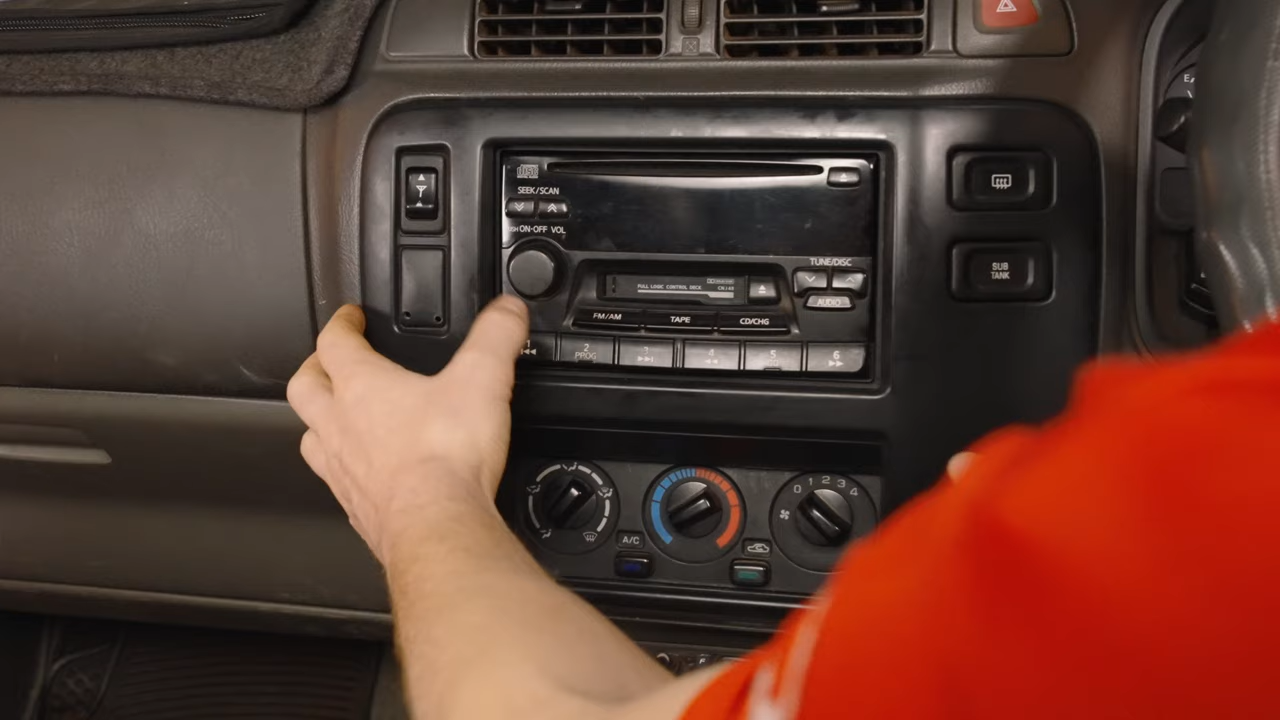 SEEK/SCAN
ON-OFF VOL
TUNE/DISC
FULL LOGIC CONTROL DECK
AUDIO
FM/AM
TAPE
CD/CHG
1
2
PROG
3
4
5
6
SUB
TANK
0 1 2 3 4
A/C